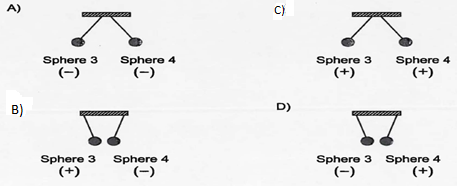 A)
Sphere 3 Sphere 4
(−) (−)
C)
Sphere 3 Sphere 4
(+) (+)
B)
Sphere 3 Sphere 4
(+) (−)
D)
Sphere 3 Sphere 4
(−) (+)